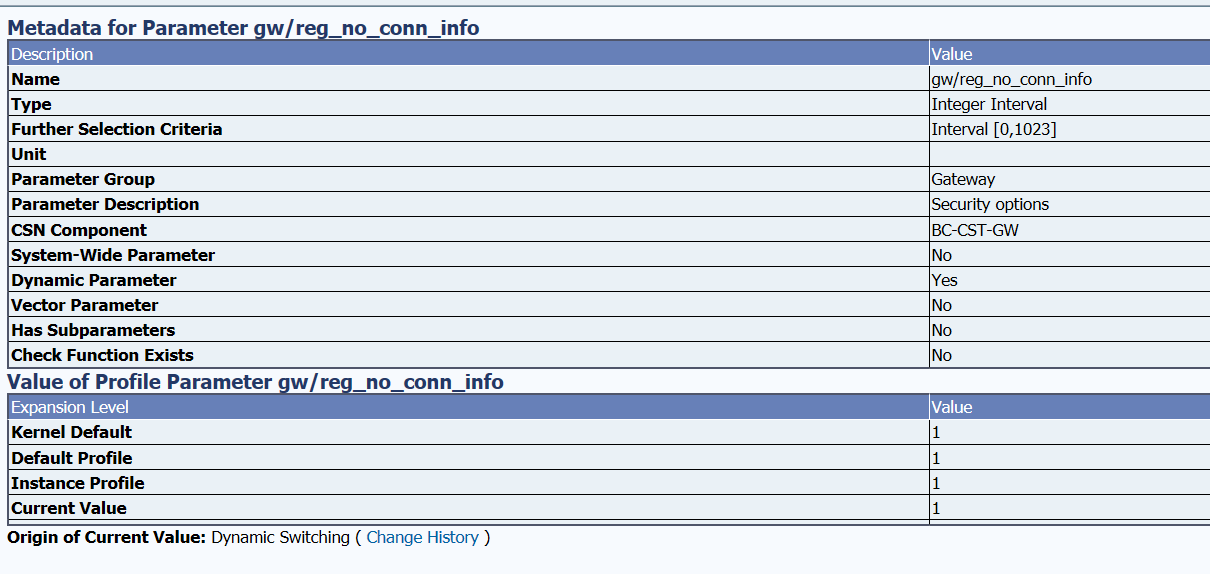 Metadata for Parameter gw/reg_no_conn_info
Description Value
Name gw/reg_no_conn_info
Type Integer Interval
Further Selection Criteria Interval [0,1023]
Unit
Parameter Group Gateway
Parameter Description Security options
CSN Component BC-CST-GW
System-Wide Parameter No
Dynamic Parameter Yes
Vector Parameter No
Has Subparameters No
Check Function Exists No
Value of Profile Parameter gw/reg_no_conn_info
Expansion Level Value
Kernel Default 1
Default Profile 1
Instance Profile 1
Current Value 1
Origin of Current Value: Dynamic Switching ( Change History )